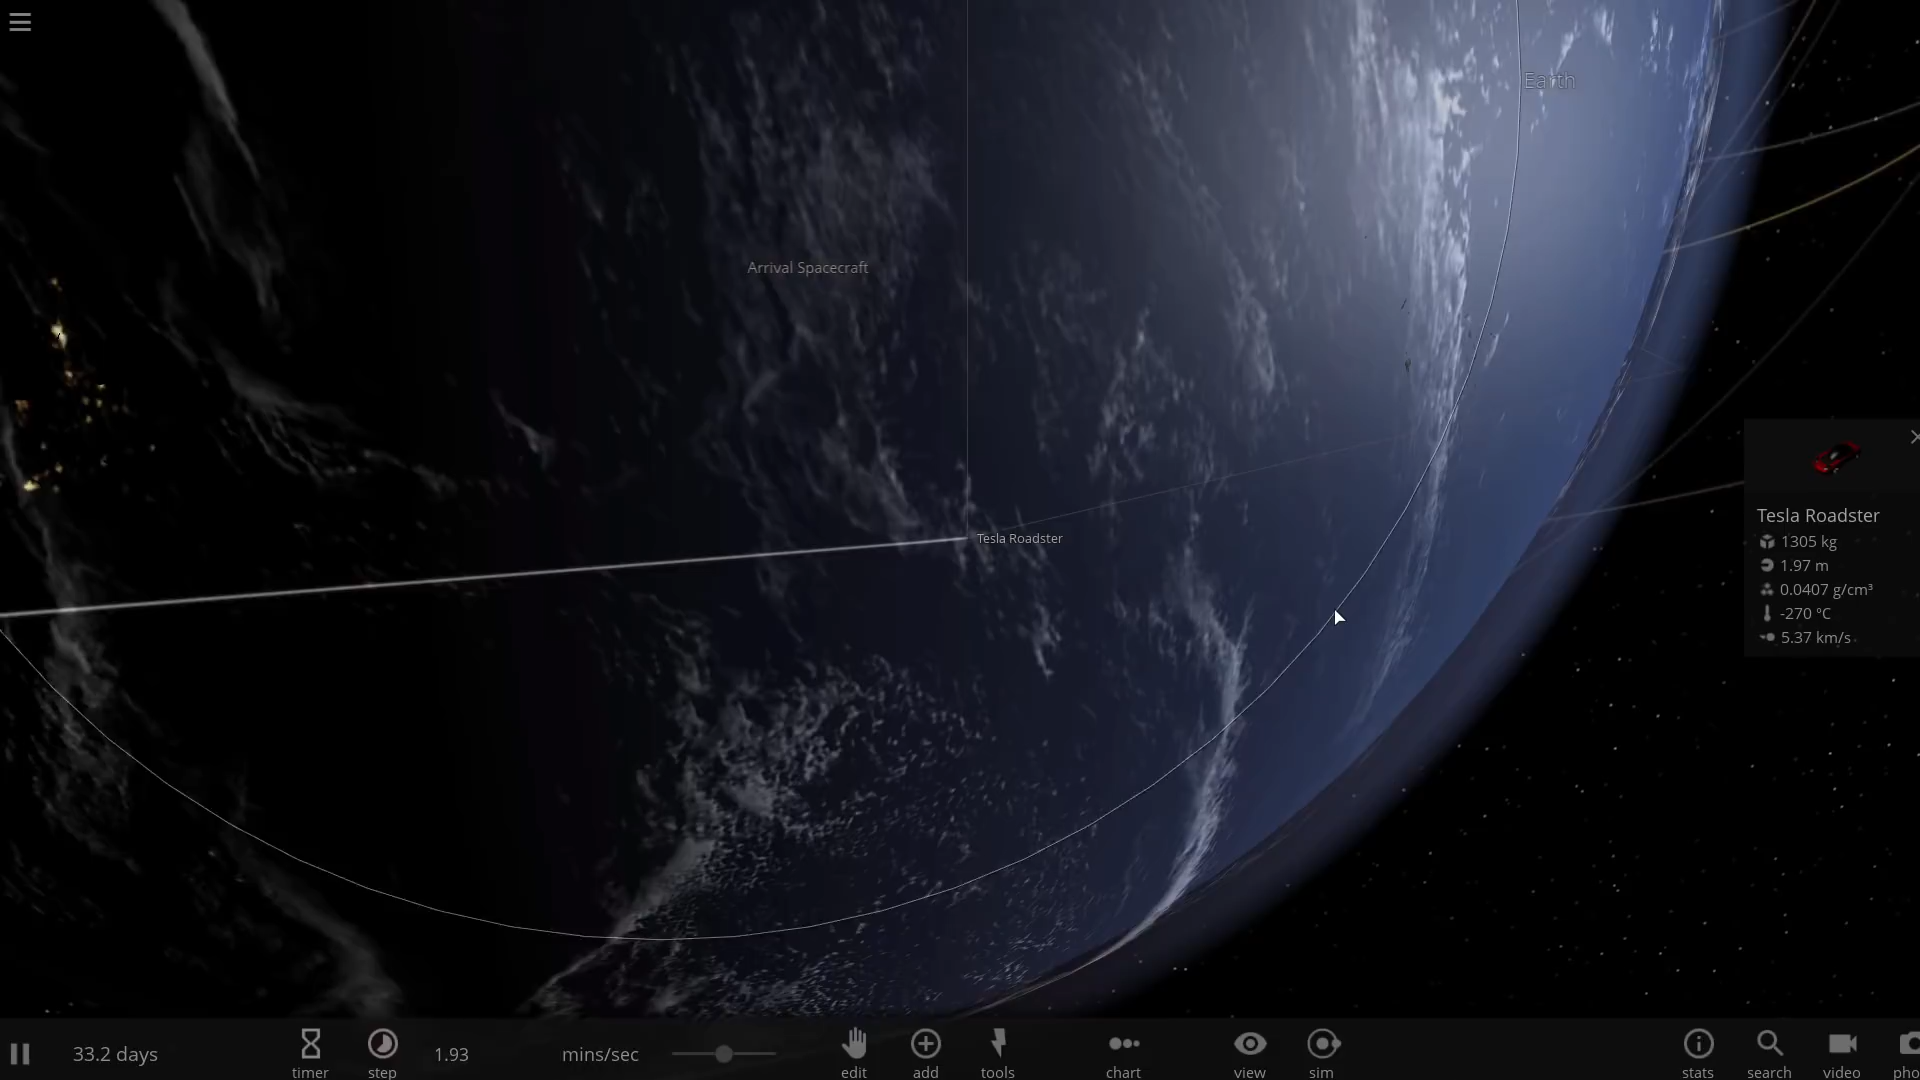 Earth
Arrival Spacecraft
Tesla Roadster
Tesla Roadster
1305 kg
1.97 m
0.0407 g/cm³
-270 °C
5.37 km/s
33.2 days
timer
step
1.93
mins/sec
edit
add
tools
chart
view
sim
stats
search
video
pho